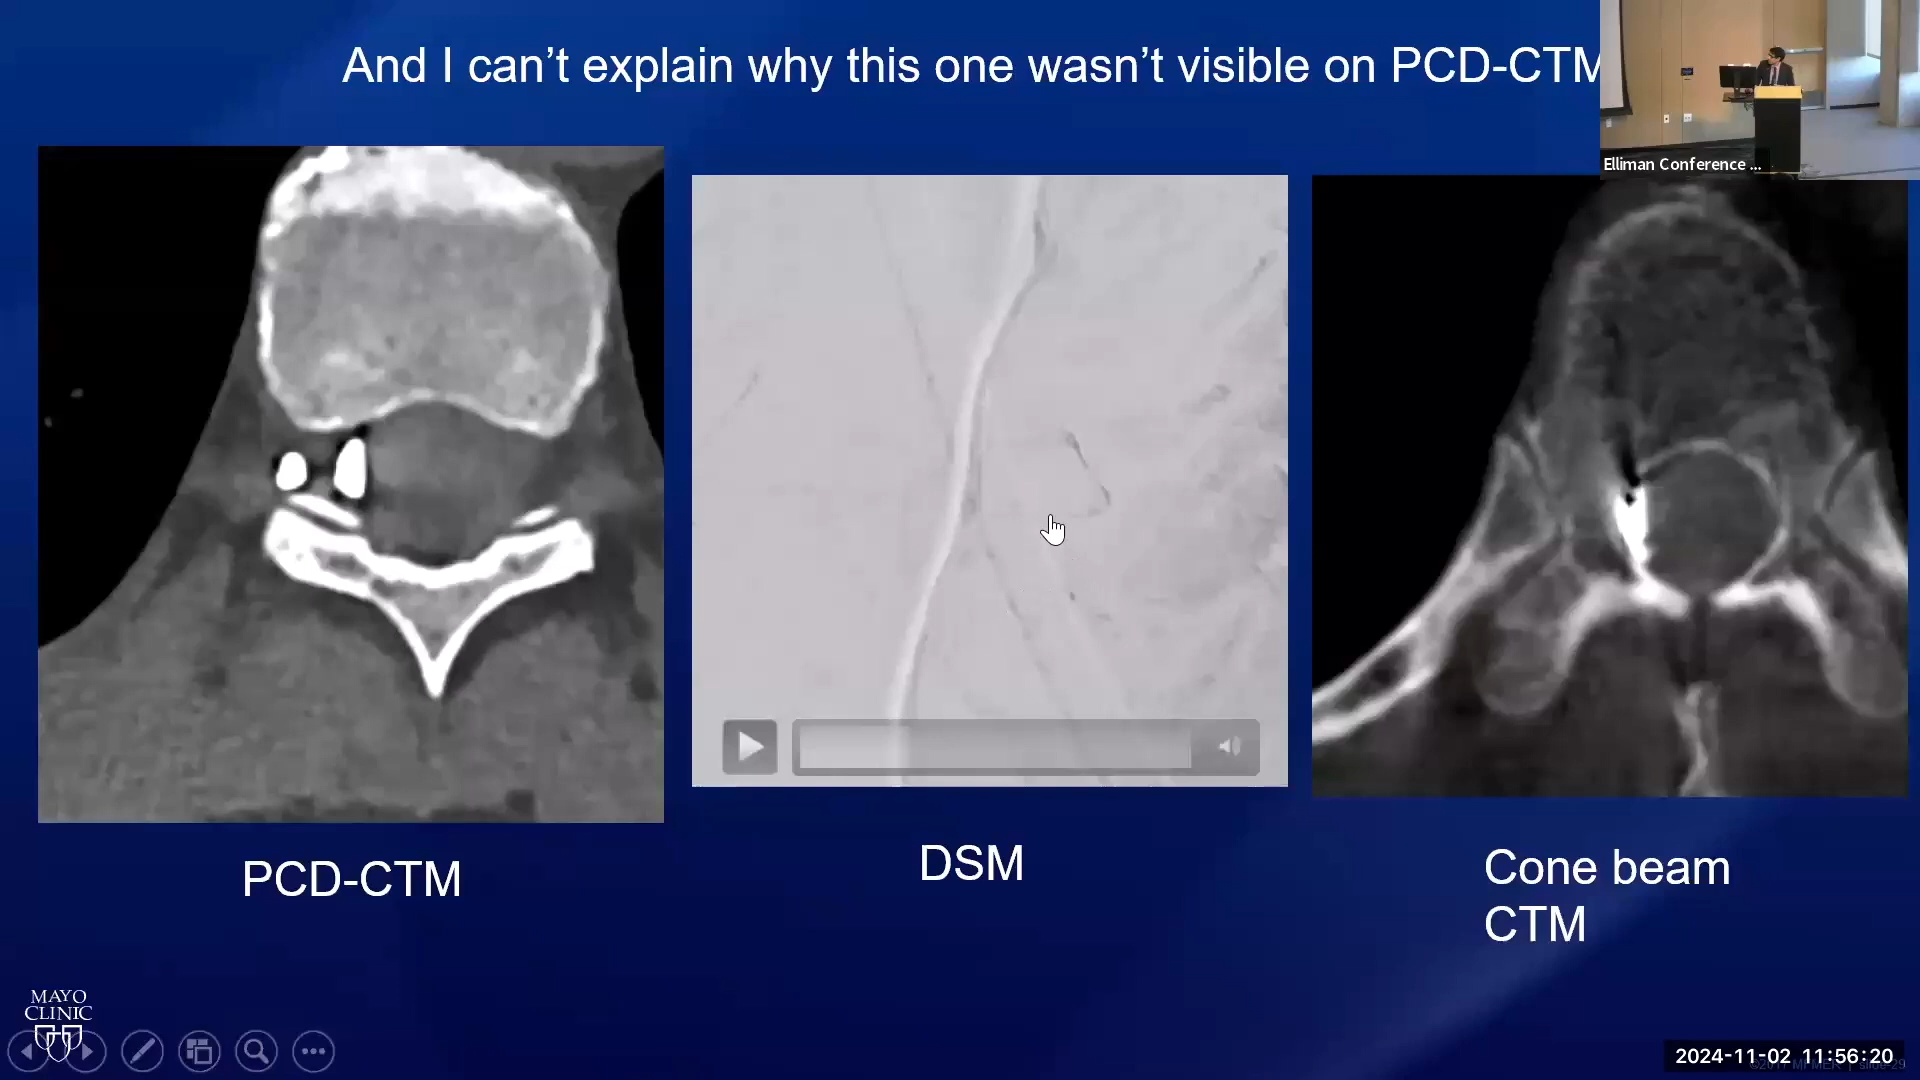 And I can’t explain why this one wasn’t visible on PCD-CTM
Elliman Conference ...
PCD-CTM
DSM
Cone beam
CTM
MAYO
CLINIC
2024-11-02 11:56:20